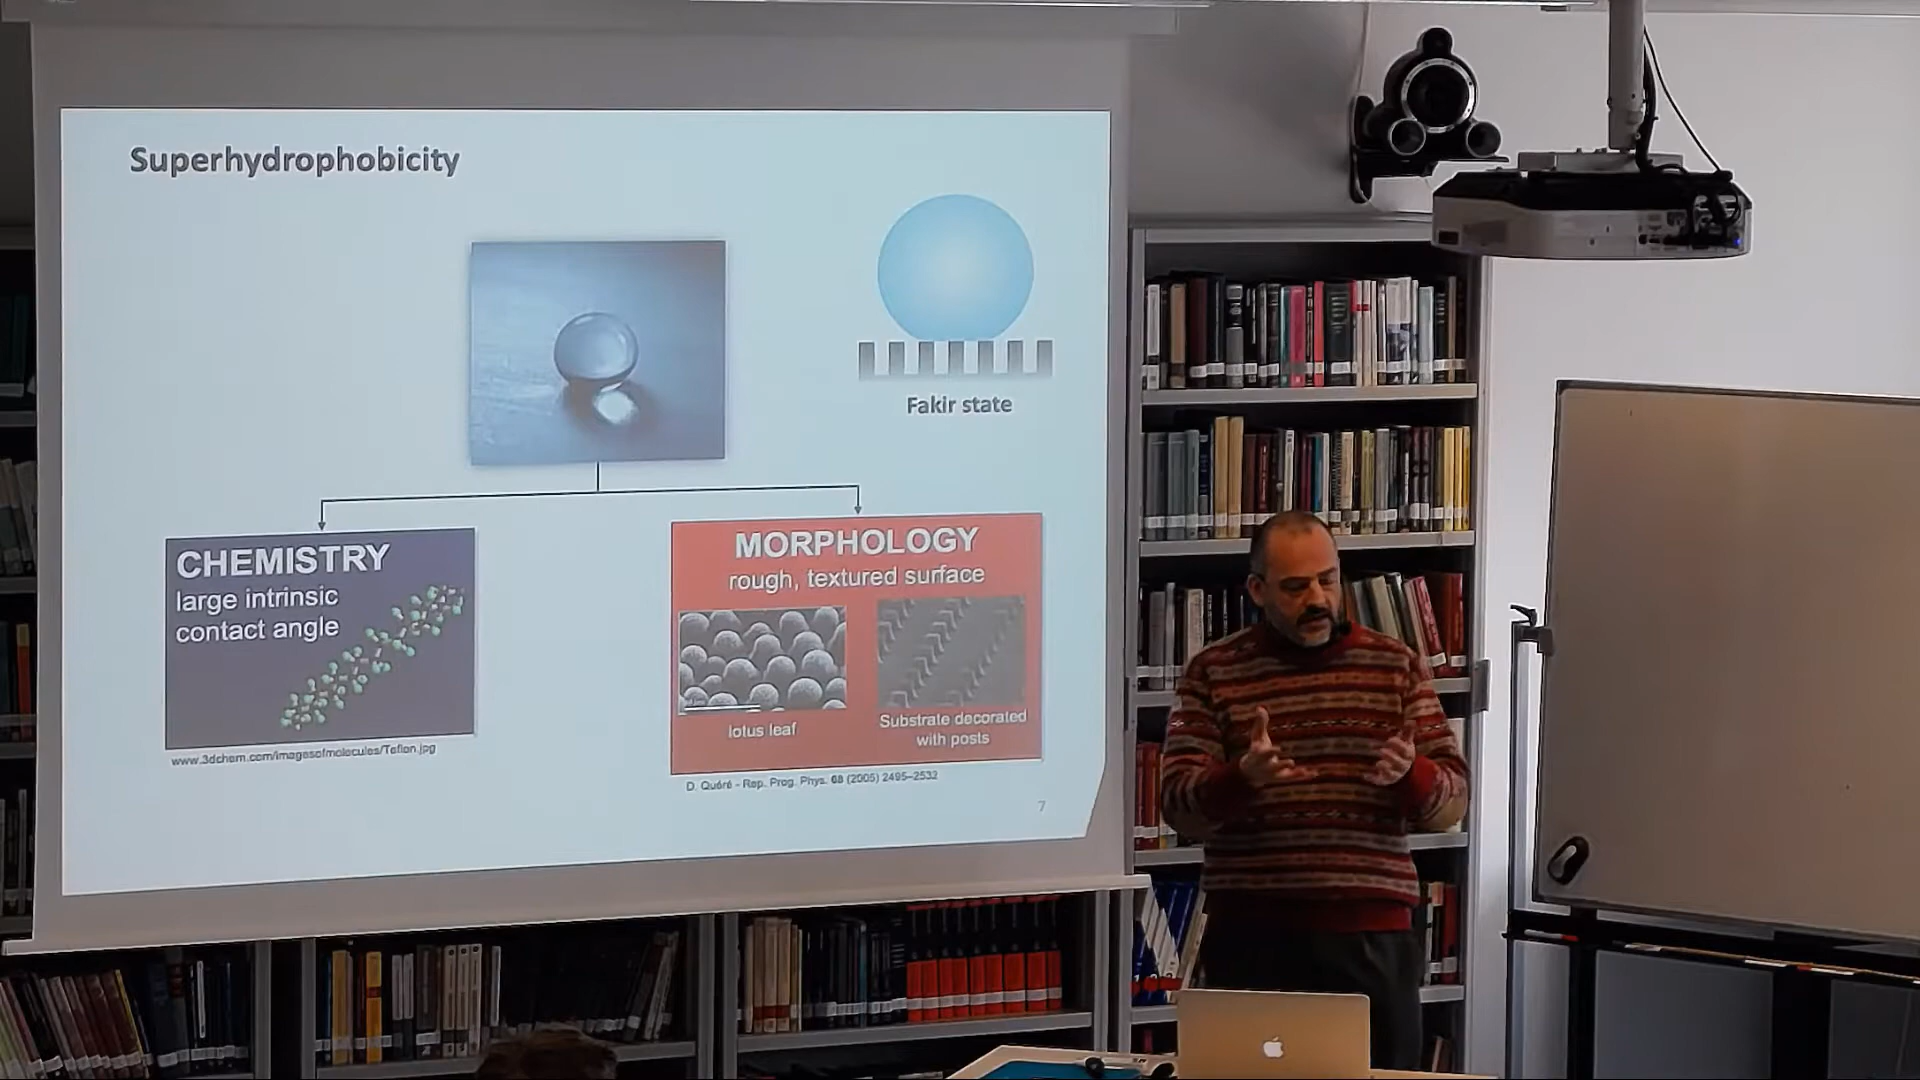 Superhydrophobicity
Fakir state
CHEMISTRY
large intrinsic
contact angle
www.3dchem.com/imagesofmolecules/Teflon.jpg
MORPHOLOGY
rough, textured surface
lotus leaf
Substrate decorated
with posts
D. Quéré - Rep. Prog. Phys. 68 (2005) 2495–2532
7